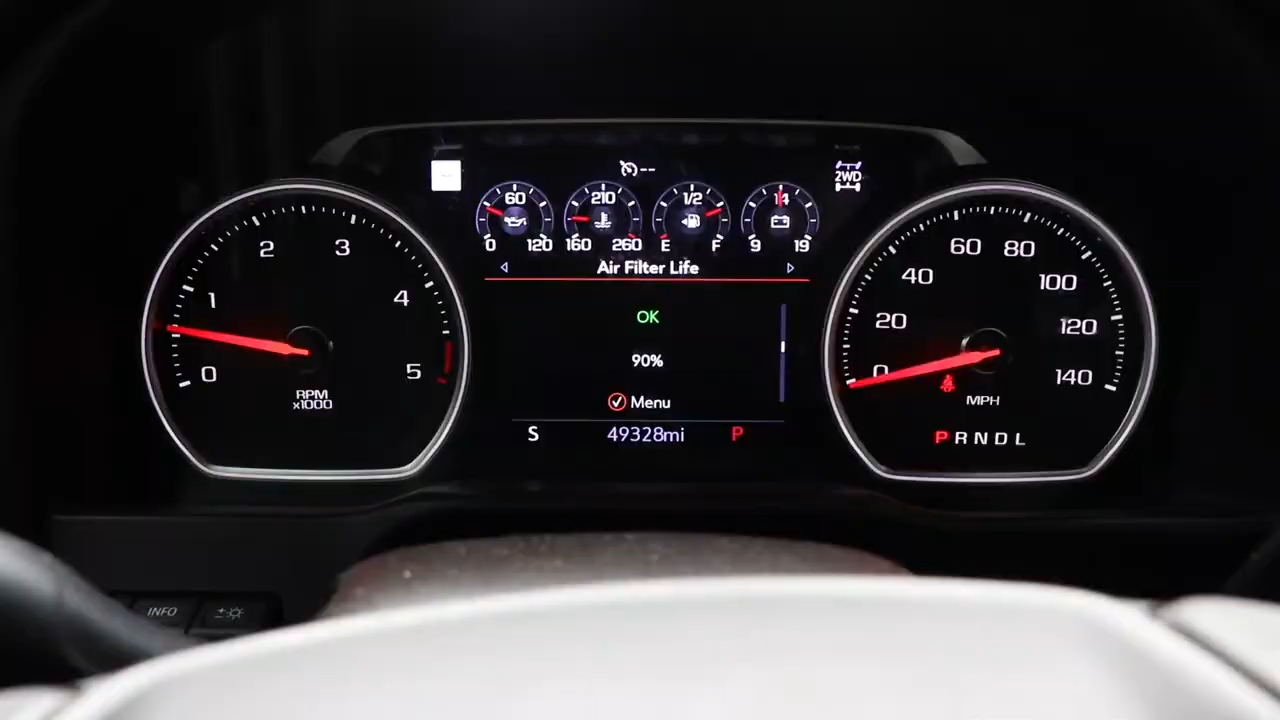 --
2WD
60
210
1/2
14
0 120
160 260
E F
9 19
Air Filter Life
OK
90%
Menu
S 49328mi P
0 1 2 3 4 5
RPM
x1000
0 20 40 60 80 100 120 140
MPH
P R N D L
INFO